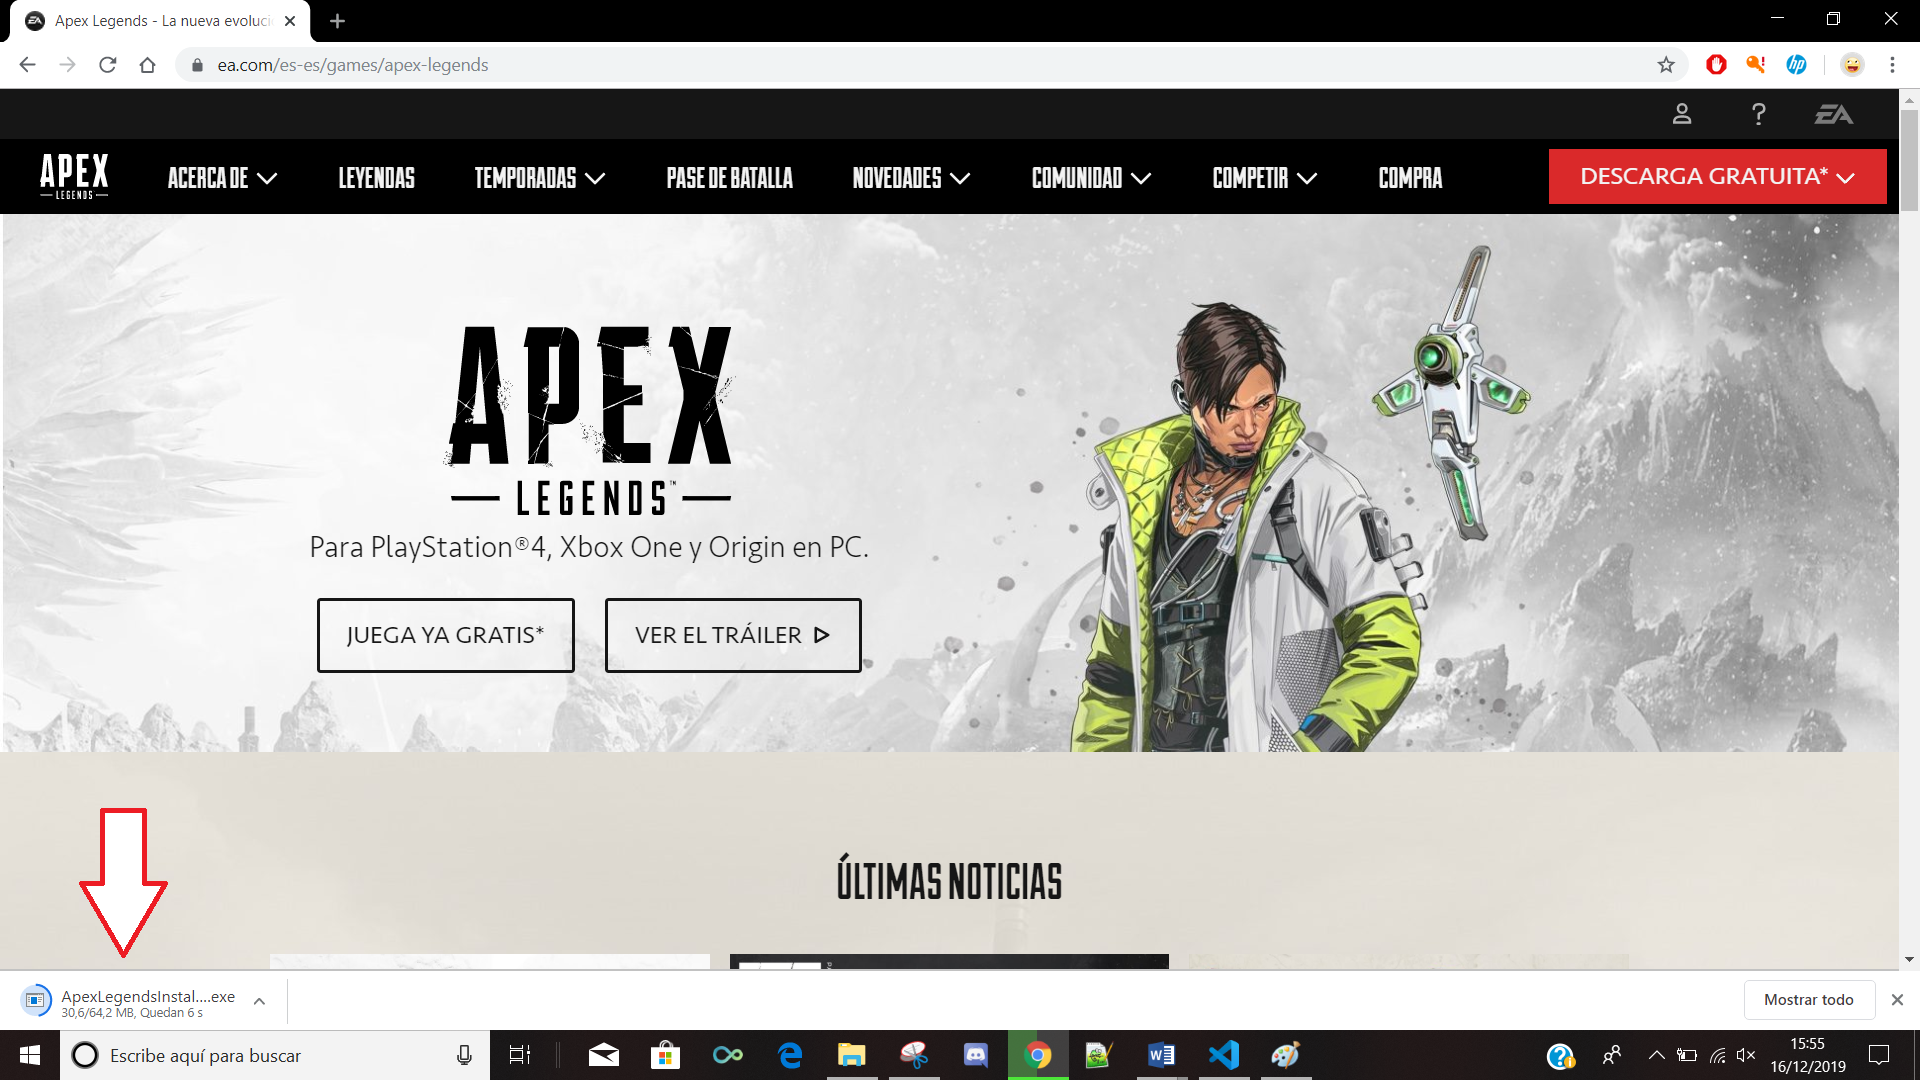 Apex Legends - La nueva evoluci
ea.com/es-es/games/apex-legends
EA
APEX
LEGENDS
ACERCA DE
LEYENDAS
TEMPORADAS
PASE DE BATALLA
NOVEDADES
COMUNIDAD
COMPETIR
COMPRA
DESCARGA GRATUITA*
APEX
LEGENDS™
Para PlayStation®4, Xbox One y Origin en PC.
JUEGA YA GRATIS*
VER EL TRÁILER
ÚLTIMAS NOTICIAS
ApexLegendsInstal....exe
30,6/64,2 MB, Quedan 6 s
Mostrar todo
Escribe aquí para buscar
15:55
16/12/2019